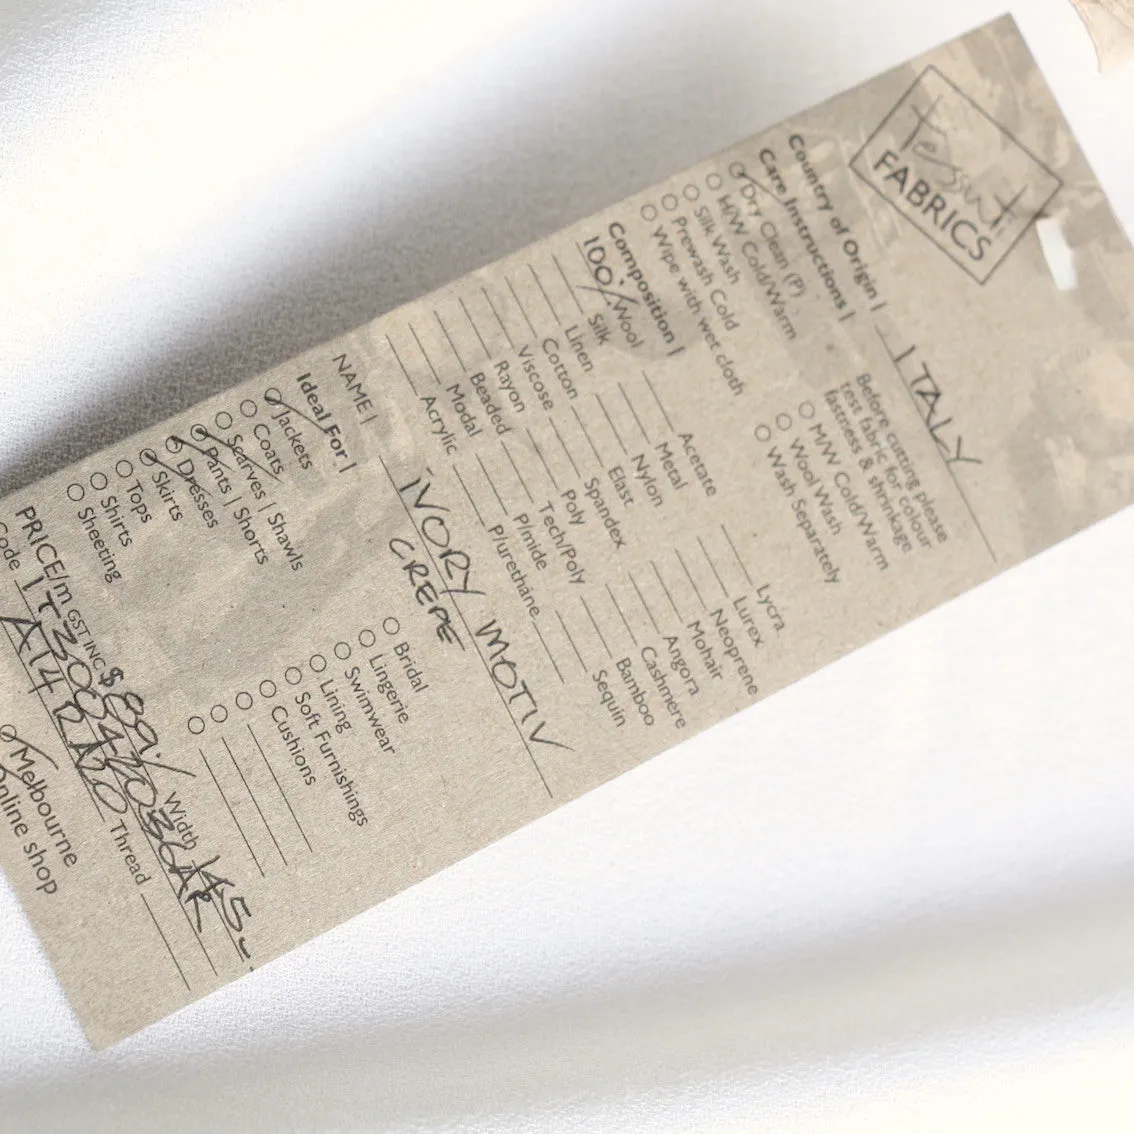 Tessuti
FABRICS
Country of Origin | ITALY
Care Instructions |
Dry Clean (P)
H/W Cold/Warm
Silk Wash
Prewash Cold
Wipe with wet cloth
Before cutting please
test fabric for colour
fastness & shrinkage
M/W Cold/Warm
Wool Wash
Wash Separately
Composition |
100% Wool
Silk
Linen
Cotton
Viscose
Rayon
Beaded
Modal
Acrylic
Acetate
Metal
Nylon
Elast
Spandex
Poly
Tech/Poly
P/mide
P/urethane
Lycra
Lurex
Neoprene
Mohair
Angora
Cashmere
Bamboo
Sequin
NAME | IVORY MOTIV
CREPE
Ideal For |
Jackets
Coats
Scarves | Shawls
Pants | Shorts
Dresses
Skirts
Tops
Shirts
Sheeting
Bridal
Lingerie
Swimwear
Lining
Soft Furnishings
Cushions
PRICE/m GST INC $89 Width 145
Code
Thread
Melbourne
Online shop